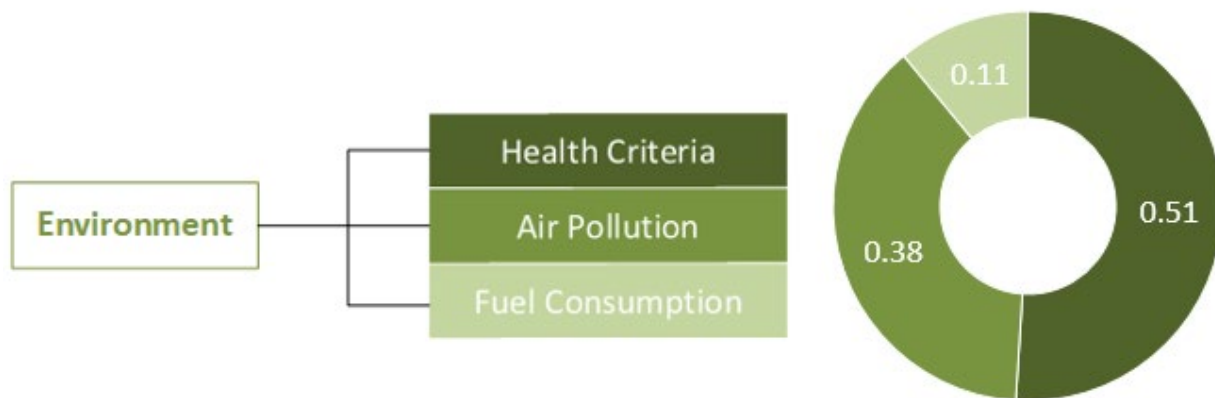 Environment
Health Criteria
Air Pollution
Fuel Consumption
0.11
0.51
0.38